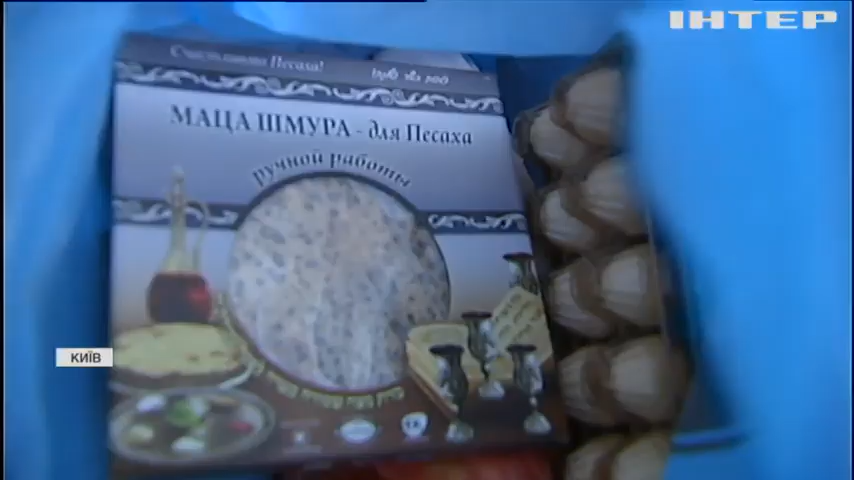 ІНТЕР
Счастливого Песаха!
МАЦА ШМУРА - для Песаха
ручной работы
КИЇВ